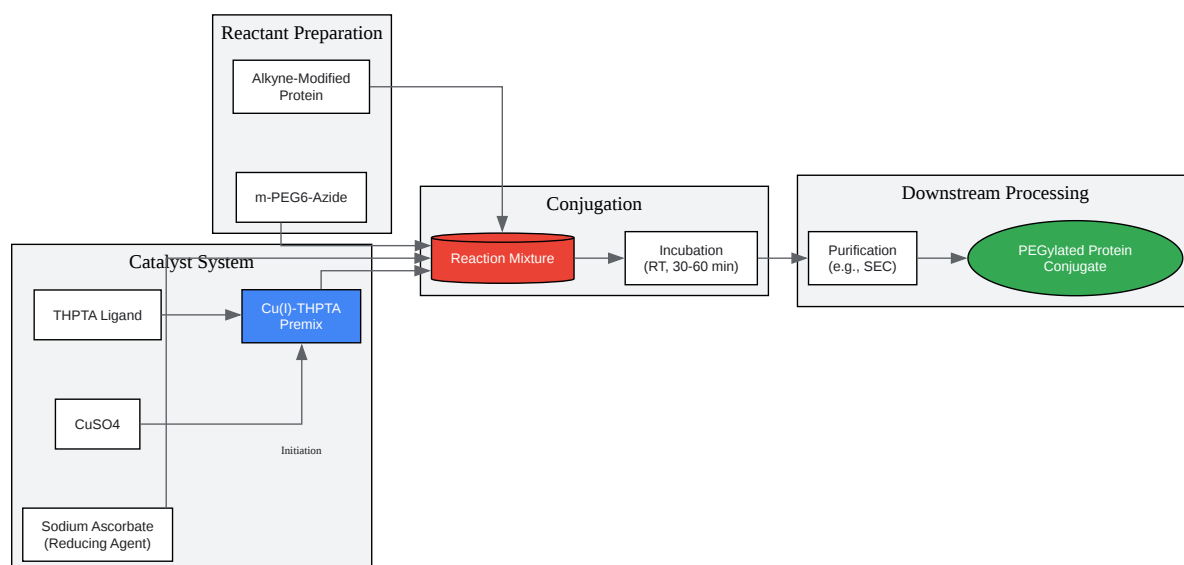 Reactant Preparation
Alkyne-Modified
Protein
m-PEG6-Azide
Catalyst System
THPTA Ligand
Cu(I)-THPTA
Premix
CuSO4
Initiation
Sodium Ascorbate
(Reducing Agent)
Conjugation
Reaction Mixture
Incubation
(RT, 30-60 min)
Downstream Processing
Purification
(e.g., SEC)
PEGylated Protein
Conjugate